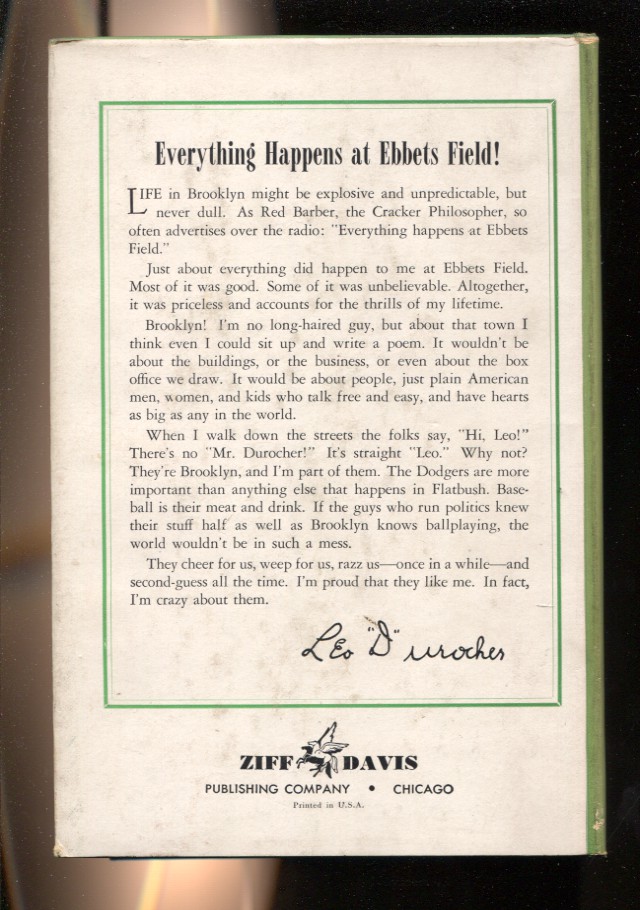 Everything Happens at Ebbets Field!
LIFE in Brooklyn might be explosive and unpredictable, but
never dull. As Red Barber, the Cracker Philosopher, so
often advertises over the radio: "Everything happens at Ebbets
Field."
Just about everything did happen to me at Ebbets Field.
Most of it was good. Some of it was unbelievable. Altogether,
it was priceless and accounts for the thrills of my lifetime.
Brooklyn! I'm no long-haired guy, but about that town I
think even I could sit up and write a poem. It wouldn't be
about the buildings, or the business, or even about the box
office we draw. It would be about people, just plain American
men, women, and kids who talk free and easy, and have hearts
as big as any in the world.
When I walk down the streets the folks say, "Hi, Leo!"
There's no "Mr. Durocher!" It's straight "Leo." Why not?
They're Brooklyn, and I'm part of them. The Dodgers are more
important than anything else that happens in Flatbush. Base-
ball is their meat and drink. If the guys who run politics knew
their stuff half as well as Brooklyn knows ballplaying, the
world wouldn't be in such a mess.
They cheer for us, weep for us, razz us—once in a while—and
second-guess all the time. I'm proud that they like me. In fact,
I'm crazy about them.
Leo "D" urocher
ZIFF DAVIS
PUBLISHING COMPANY • CHICAGO
Printed in U.S.A.